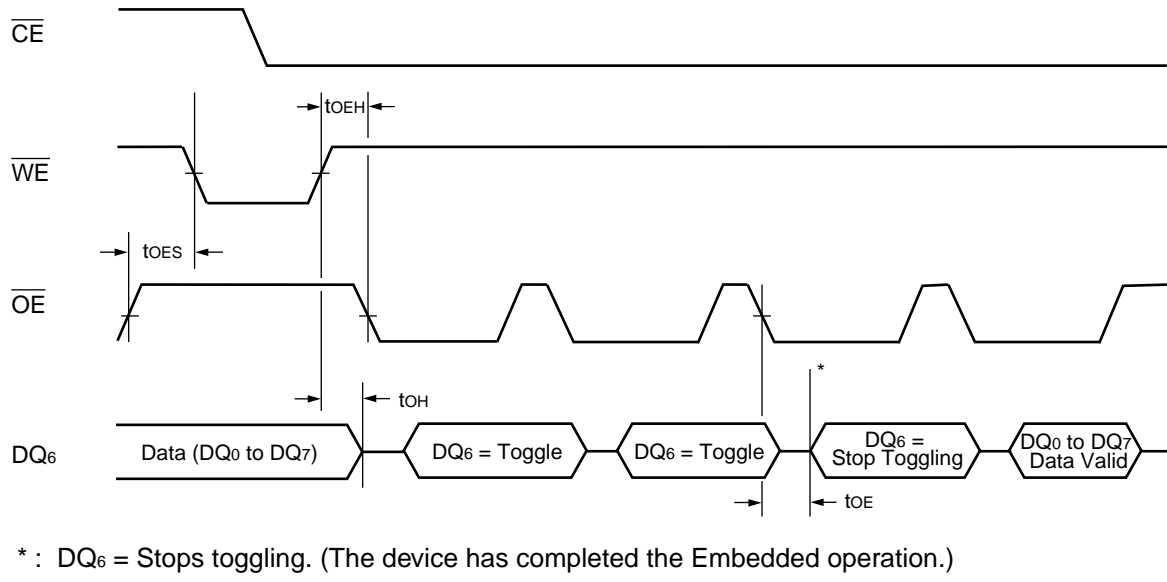 CE
tOEH
WE
tOES
OE
*
tOH
DQ6
Data (DQ0 to DQ7)
DQ6 = Toggle
DQ6 = Toggle
DQ6 =
Stop Toggling
DQ0 to DQ7
Data Valid
tOE
* : DQ6 = Stops toggling. (The device has completed the Embedded operation.)